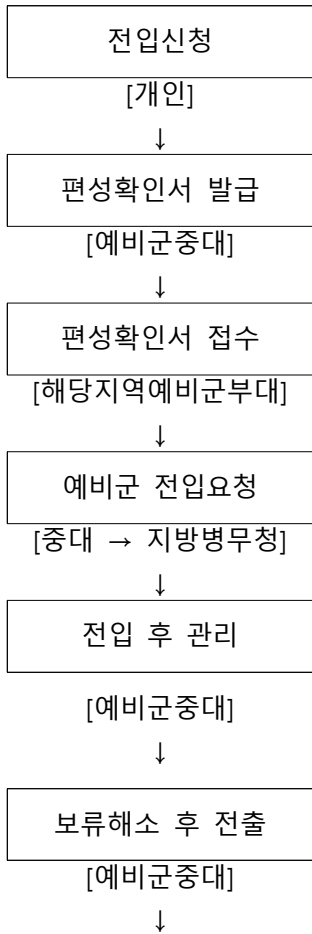 전입신청
[개인]
↓
편성확인서 발급
[예비군중대]
↓
편성확인서 접수
[해당지역예비군부대]
↓
예비군 전입요청
[중대 → 지방병무청]
↓
전입 후 관리
[예비군중대]
↓
보류해소 후 전출
[예비군중대]
↓